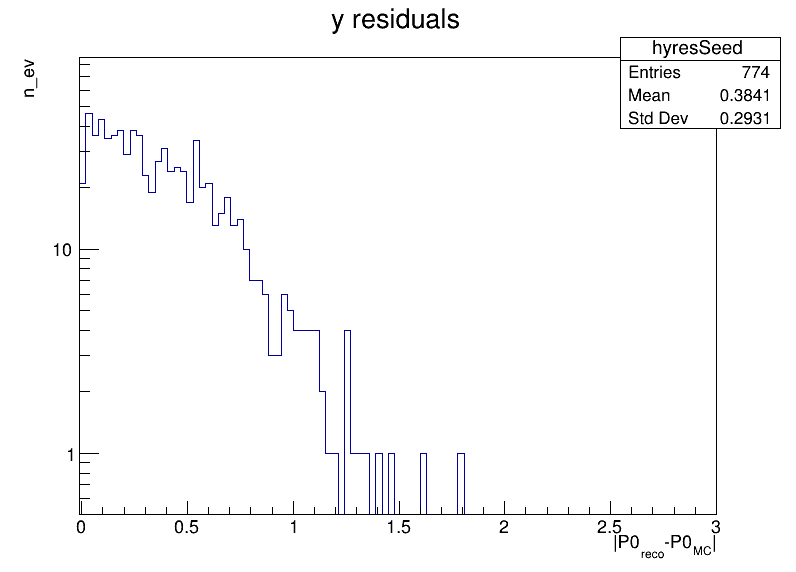 y residuals
hyresSeed
Entries 774
Mean 0.3841
Std Dev 0.2931
n_ev
10
1
0 0.5 1 1.5 2 2.5 3
|P0reco-P0MC|